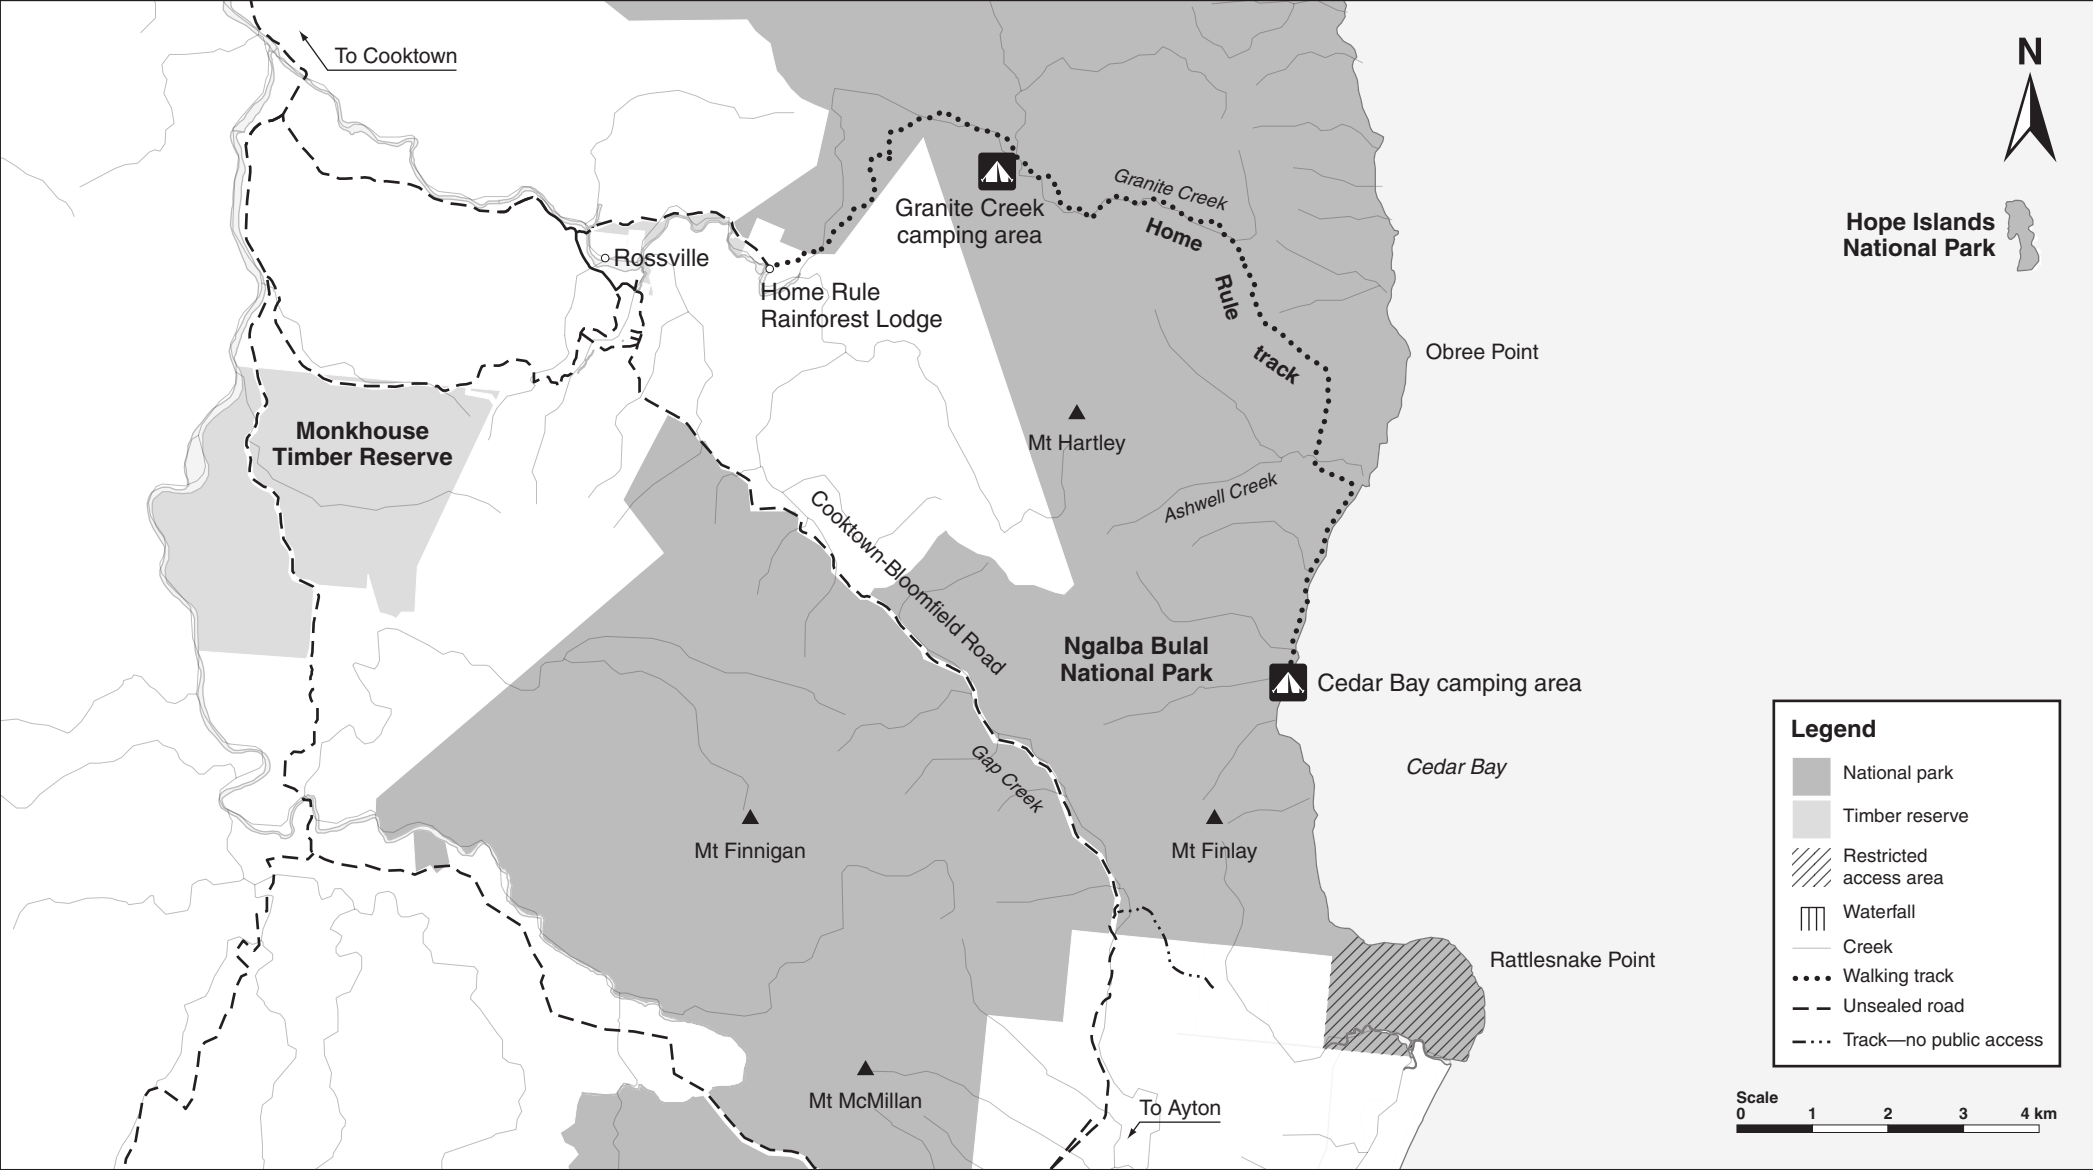 To Cooktown
N
Granite Creek
Granite Creek
camping area
Home
Rule
track
Hope Islands
National Park
Rossville
Home Rule
Rainforest Lodge
Obree Point
Monkhouse
Timber Reserve
Mt Hartley
Ashwell Creek
Cooktown-Bloomfield Road
Ngalba Bulal
National Park
Cedar Bay camping area
Gap Creek
Cedar Bay
Mt Finnigan
Mt Finlay
Rattlesnake Point
Mt McMillan
To Ayton
Legend
National park
Timber reserve
Restricted
access area
Waterfall
Creek
Walking track
Unsealed road
Track—no public access
Scale
0 1 2 3 4 km